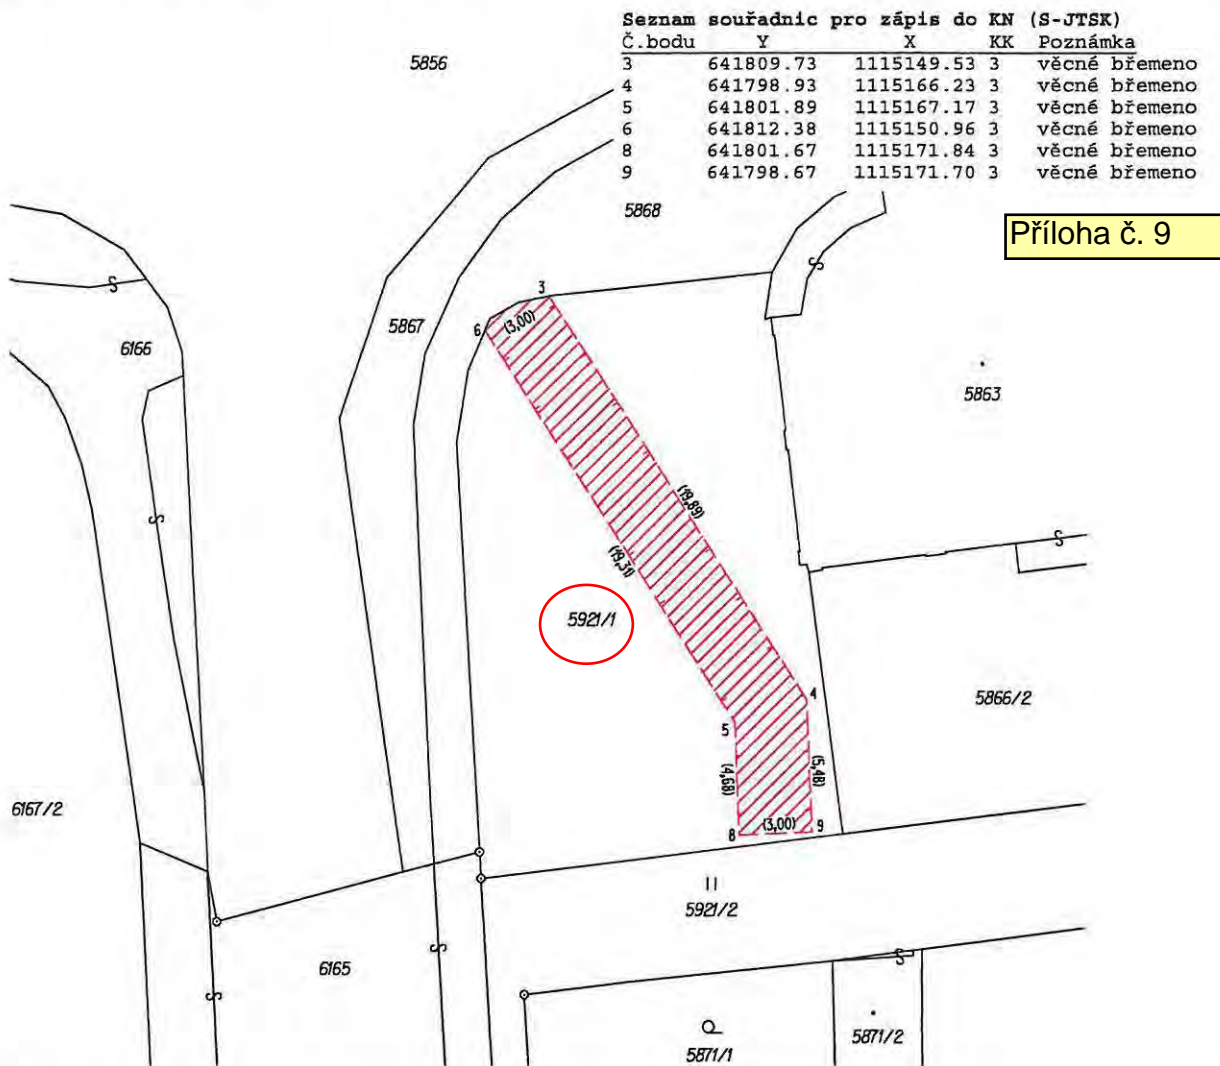 Seznam souřadnic pro zápis do KN (S-JTSK)
Č.bodu Y X KK Poznámka
3 641809.73 1115149.53 3 věcné břemeno
4 641798.93 1115166.23 3 věcné břemeno
5 641801.89 1115167.17 3 věcné břemeno
6 641812.38 1115150.96 3 věcné břemeno
8 641801.67 1115171.84 3 věcné břemeno
9 641798.67 1115171.70 3 věcné břemeno
5856
5868
Příloha č. 9
S
S
3
6
(3,00)
5867
6166
5863
(19,89)
S
S
(19,31)
5921/1
4
5866/2
5
(4,68)
(5,48)
6167/2
8
(3,00)
9
5921/2
S
S
6165
S
5871/1
5871/2